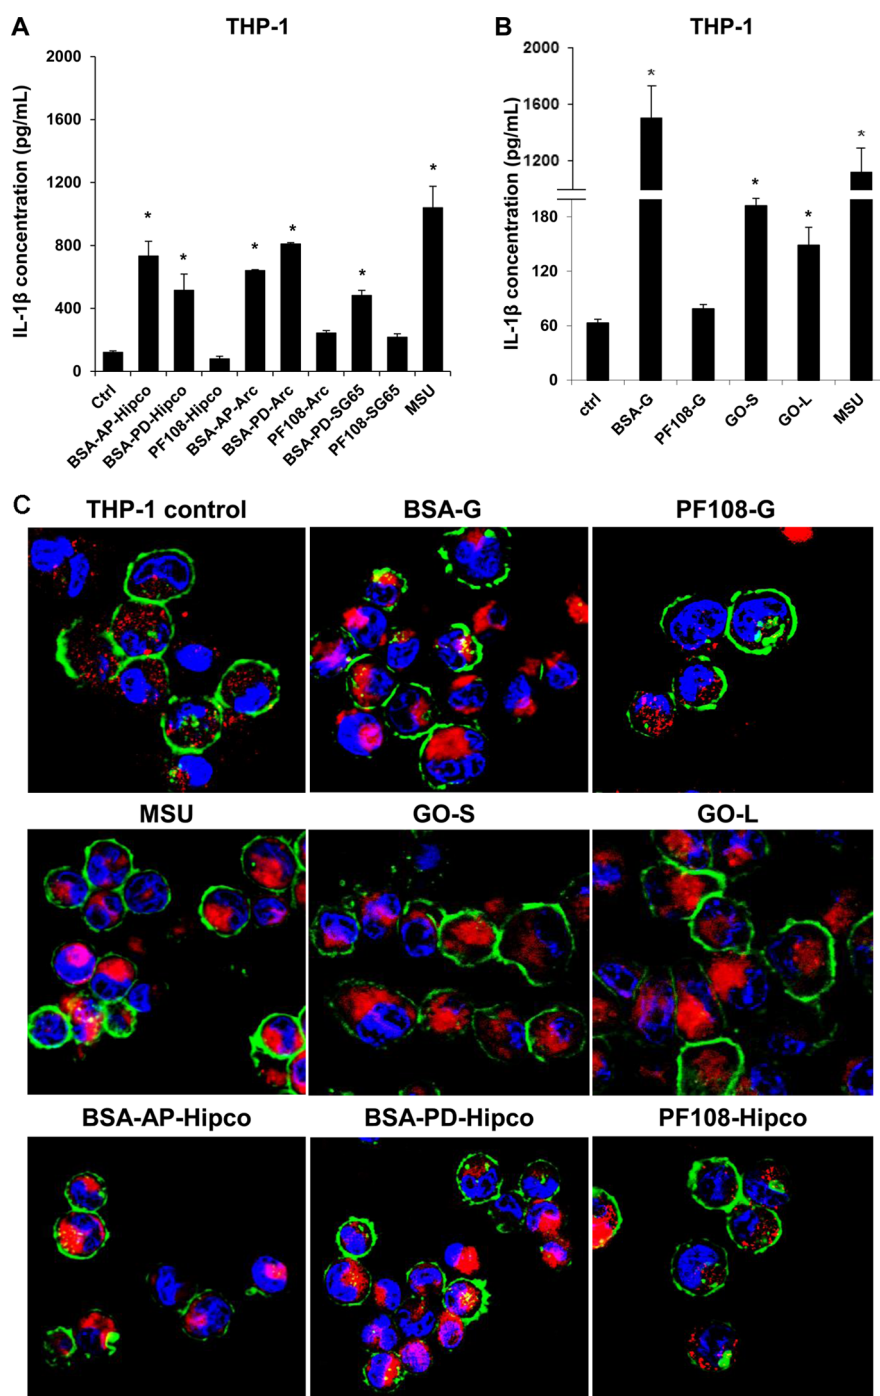 A
THP-1
IL-1β concentration (pg/mL)
2000
1600
1200
800
400
0
*
*
*
*
*
*
Ctrl
BSA-AP-Hipco
BSA-PD-Hipco
PF108-Hipco
BSA-AP-Arc
BSA-PD-Arc
PF108-Arc
BSA-PD-SG65
PF108-SG65
MSU
B
THP-1
IL-1β concentration (pg/mL)
2000
1600
1200
180
120
60
0
*
*
*
*
ctrl
BSA-G
PF108-G
GO-S
GO-L
MSU
C
THP-1 control
BSA-G
PF108-G
MSU
GO-S
GO-L
BSA-AP-Hipco
BSA-PD-Hipco
PF108-Hipco